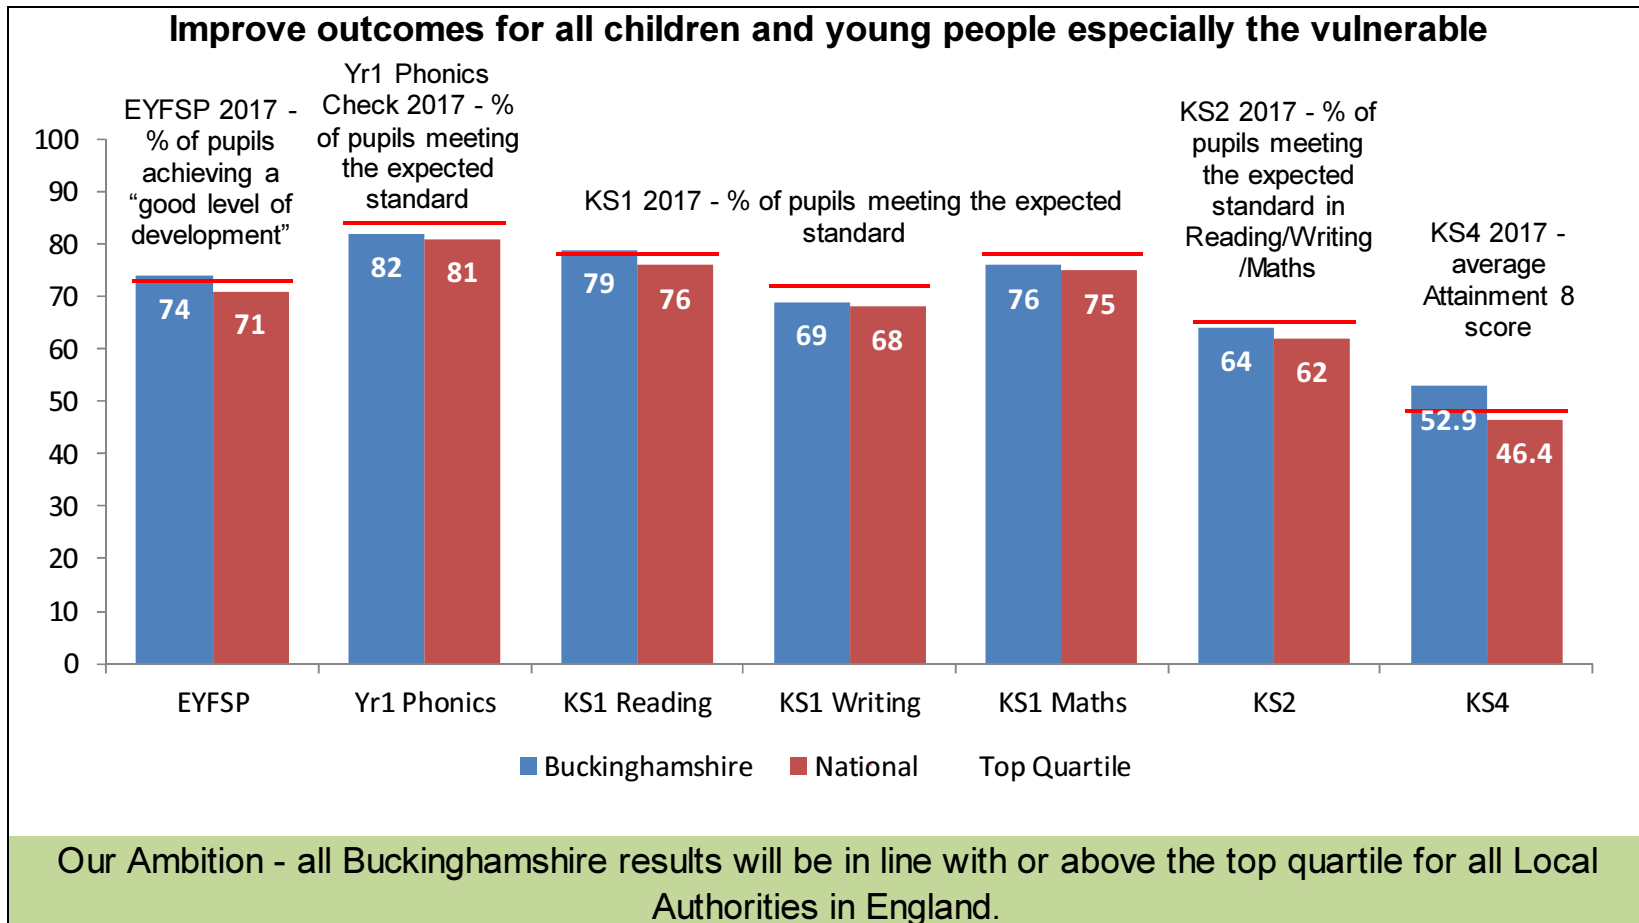 Improve outcomes for all children and young people especially the vulnerable
EYFSP 2017 -
% of pupils
achieving a
“good level of
development”
Yr1 Phonics
Check 2017 - %
of pupils meeting
the expected
standard
KS1 2017 - % of pupils meeting the expected
standard
KS2 2017 - % of
pupils meeting
the expected
standard in
Reading/Writing
/Maths
KS4 2017 -
average
Attainment 8
score
100
90
80
70
60
50
40
30
20
10
0
74
71
82
81
79
76
69
68
76
75
64
62
52.9
46.4
EYFSP
Yr1 Phonics
KS1 Reading
KS1 Writing
KS1 Maths
KS2
KS4
Buckinghamshire
National
Top Quartile
Our Ambition - all Buckinghamshire results will be in line with or above the top quartile for all Local
Authorities in England.